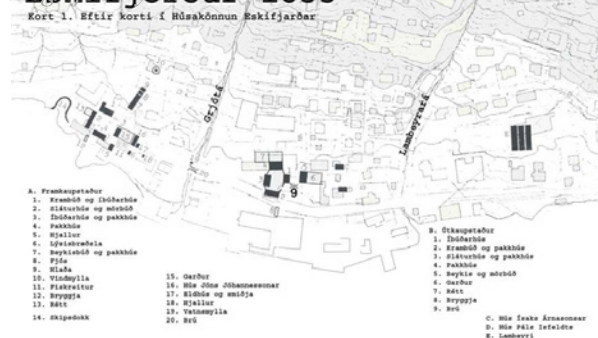 Kort 1. Eftir korti í Húsakönnun Eskifjarðar
Grjótá
Lambeyrará
9
A. Framkaupstaður
1. Krambúð og íbúðarhús
2. Sláturhús og mörbúð
3. Íbúðarhús og pakkhús
4. Pakkhús
5. Hjallur
6. Lýsisbræðsla
7. Beykisbúð og pakkhús
8. Fjós
9. Hlaða
10. Vindmylla
11. Fiskreitur
12. Bryggja
13. Rétt
14. Skipsdokk
15. Garður
16. Hús Jóns Jóhannessonar
17. Eldhús og smiðja
18. Hjallur
19. Vatnsmylla
20. Brú
B. Útkaupstaður
1. Íbúðarhús
2. Krambúð og pakkhús
3. Sláturhús og pakkhús
4. Pakkhús
5. Beykis og mörbúð
6. Garður
7. Rétt
8. Bryggja
9. Brú
C. Hús Ísaks Árnasonar
D. Hús Páls Ísfeldts
E. Lambeyri